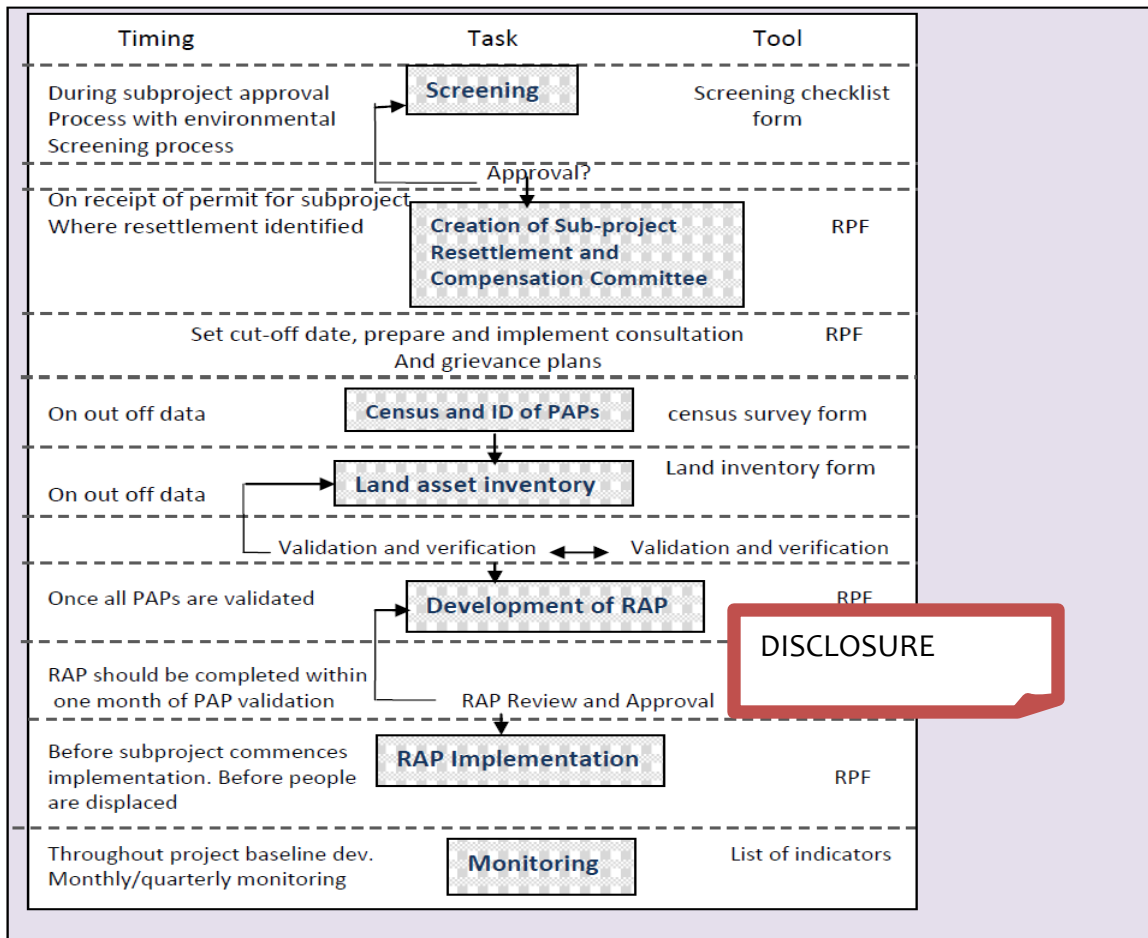 Timing Task Tool
During subproject approval
Process with environmental
Screening process
Screening
Screening checklist
form
Approval?
On receipt of permit for subproject
Where resettlement identified
Creation of Sub-project
Resettlement and
Compensation Committee
RPF
Set cut-off date, prepare and implement consultation
And grievance plans
RPF
On out off data
Census and ID of PAPs
census survey form
On out off data
Land asset inventory
Land inventory form
Validation and verification
Validation and verification
Once all PAPs are validated
Development of RAP
RPF
DISCLOSURE
RAP should be completed within
one month of PAP validation
RAP Review and Approval
Before subproject commences
implementation. Before people
are displaced
RAP Implementation
RPF
Throughout project baseline dev.
Monthly/quarterly monitoring
Monitoring
List of indicators